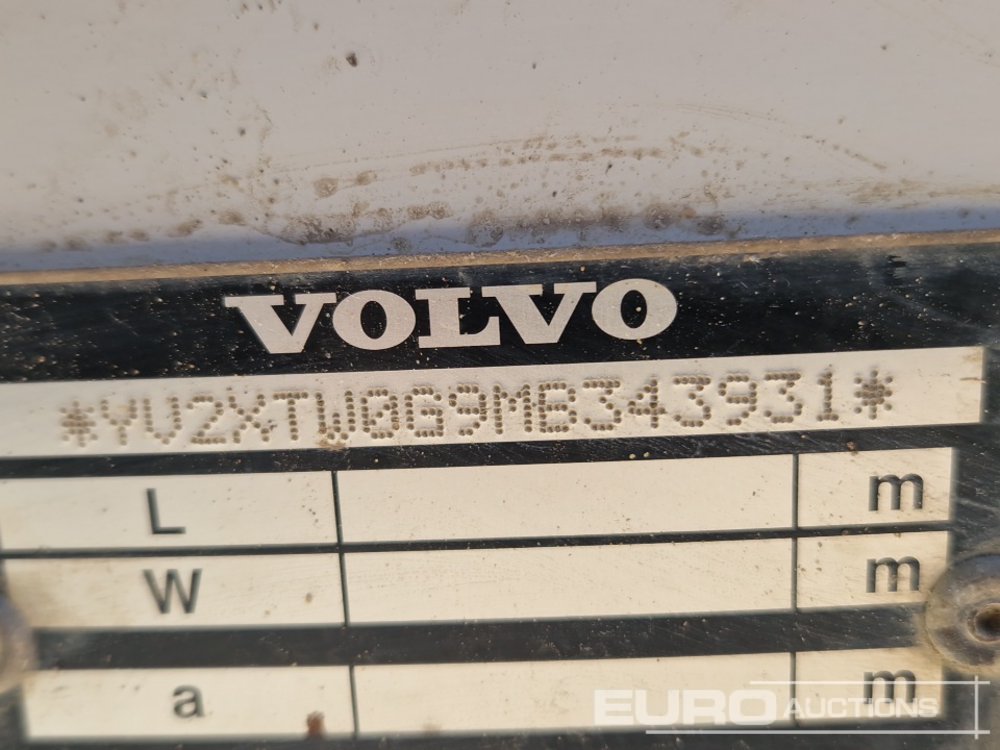 VOLVO
*YV2XTW0G9MB343931*
L m
W m
a m
EURO AUCTIONS